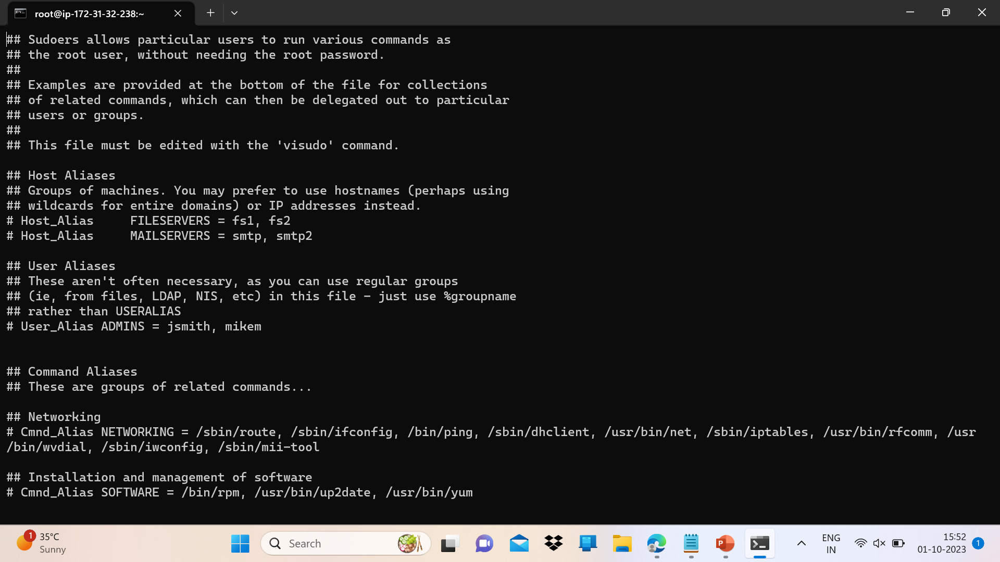 root@ip-172-31-32-238:~
## Sudoers allows particular users to run various commands as
## the root user, without needing the root password.
##
## Examples are provided at the bottom of the file for collections
## of related commands, which can then be delegated out to particular
## users or groups.
##
## This file must be edited with the 'visudo' command.
## Host Aliases
## Groups of machines. You may prefer to use hostnames (perhaps using
## wildcards for entire domains) or IP addresses instead.
# Host_Alias     FILESERVERS = fs1, fs2
# Host_Alias     MAILSERVERS = smtp, smtp2
## User Aliases
## These aren't often necessary, as you can use regular groups
## (ie, from files, LDAP, NIS, etc) in this file - just use %groupname
## rather than USERALIAS
# User_Alias ADMINS = jsmith, mikem
## Command Aliases
## These are groups of related commands...
## Networking
# Cmnd_Alias NETWORKING = /sbin/route, /sbin/ifconfig, /bin/ping, /sbin/dhclient, /usr/bin/net, /sbin/iptables, /usr/bin/rfcomm, /usr
/bin/wvdial, /sbin/iwconfig, /sbin/mii-tool
## Installation and management of software
# Cmnd_Alias SOFTWARE = /bin/rpm, /usr/bin/up2date, /usr/bin/yum
1
35°C
Sunny
Search
P
ENG
IN
15:52
01-10-2023
1